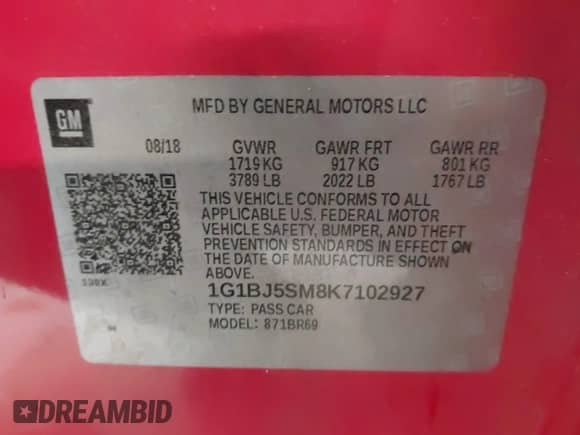 GM
MFD BY GENERAL MOTORS LLC
08/18 GVWR GAWR FRT GAWR RR
1719 KG 917 KG 801 KG
3789 LB 2022 LB 1767 LB
THIS VEHICLE CONFORMS TO ALL
APPLICABLE U.S. FEDERAL MOTOR
VEHICLE SAFETY, BUMPER, AND THEFT
PREVENTION STANDARDS IN EFFECT ON
THE DATE OF MANUFACTURE SHOWN
ABOVE.
1G1BJ5SM8K7102927
TYPE: PASS CAR
MODEL: 871BR69
DREAMBID